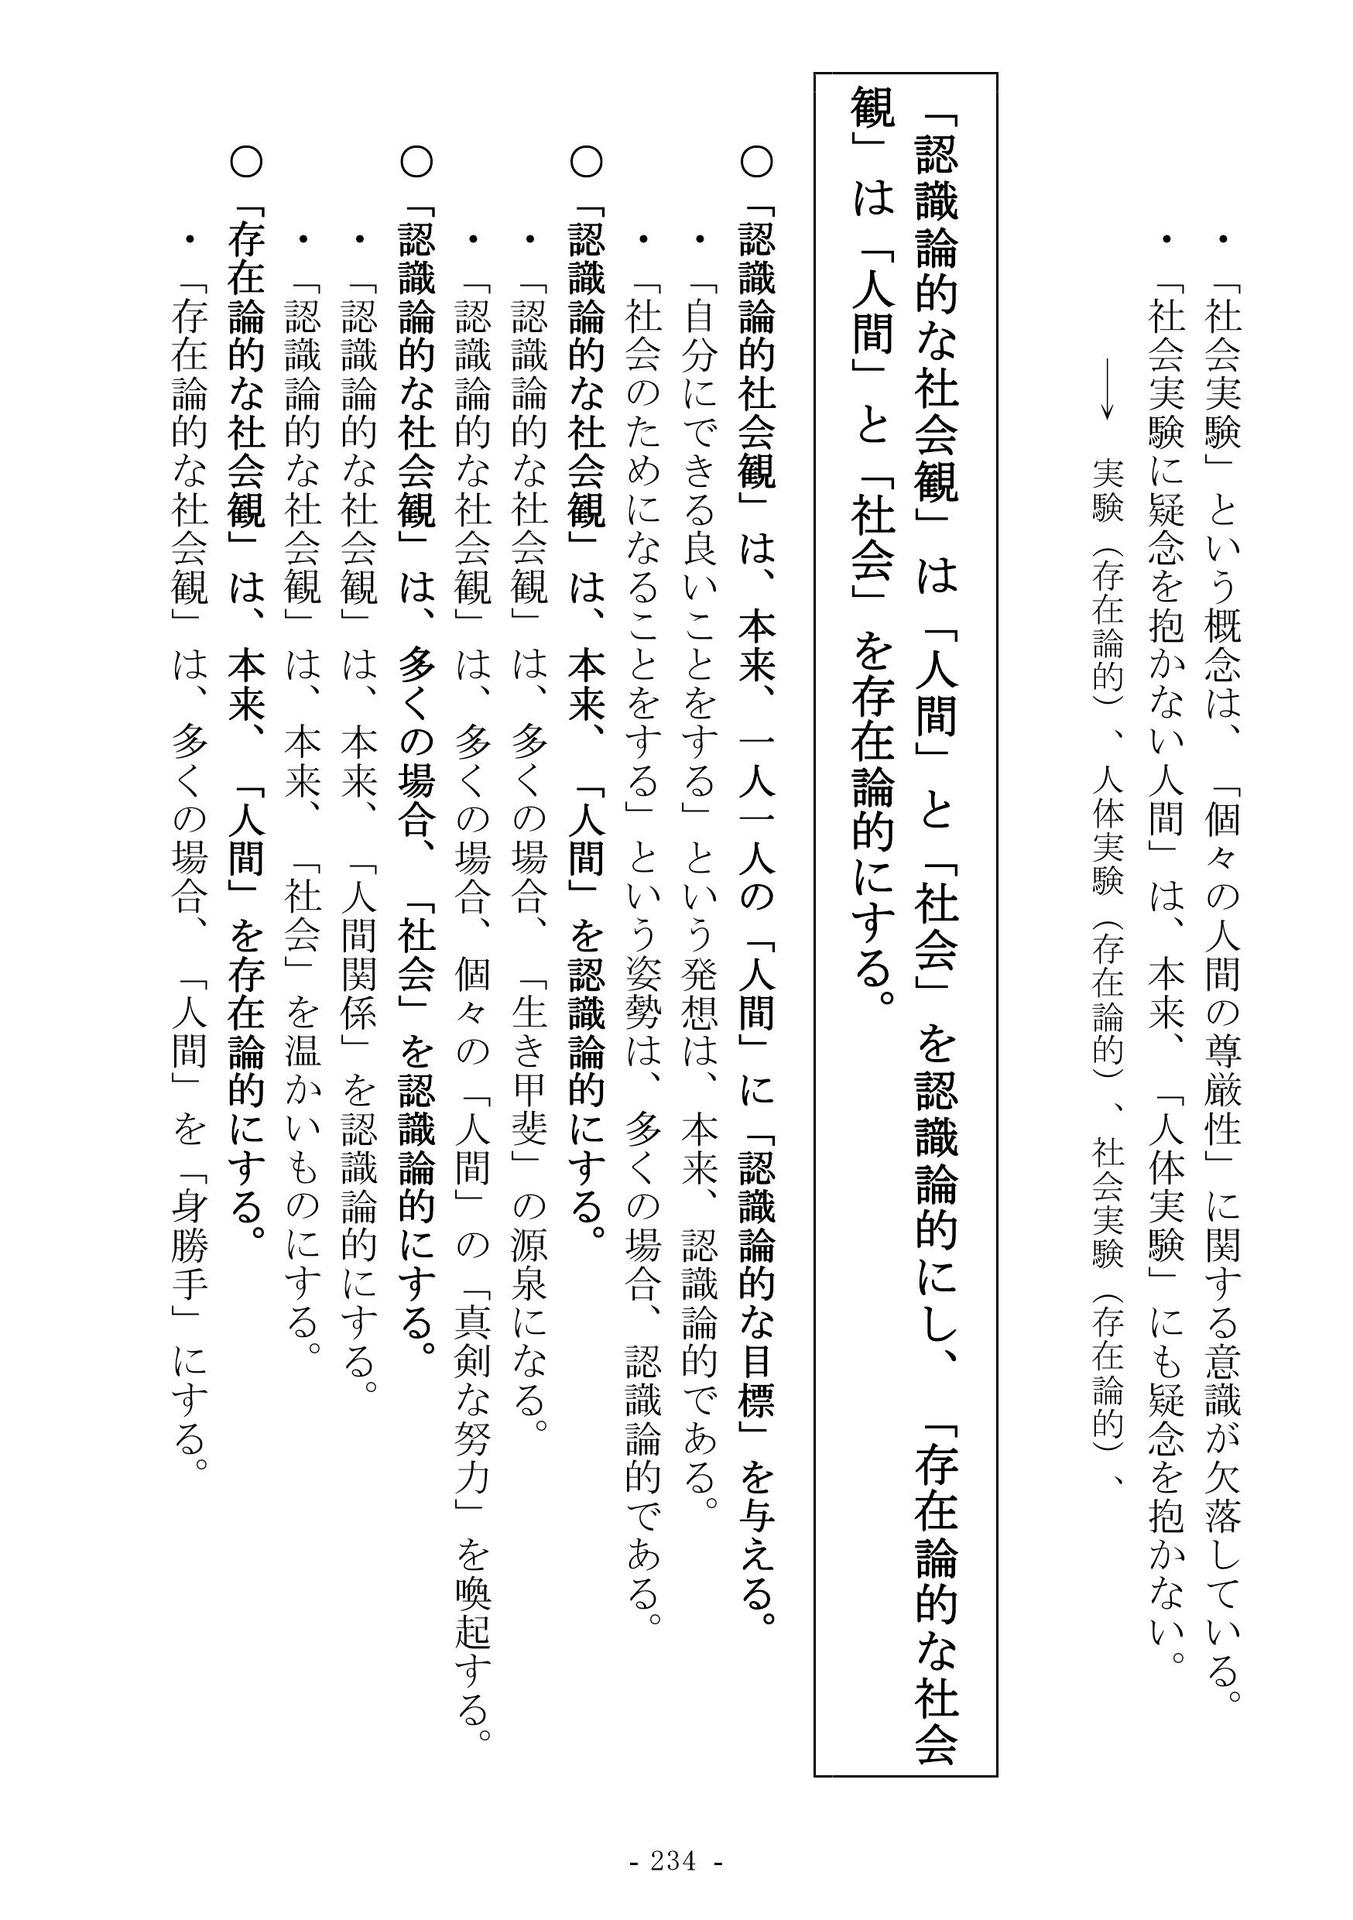 ・「社会実験」という概念は、「個々の人間の尊厳性」に関する意識が欠落している。
・「社会実験に疑念を抱かない人間」は、本来、「人体実験」にも疑念を抱かない。
→ 実験（存在論的）、人体実験（存在論的）、社会実験（存在論的）、
「認識論的な社会観」は「人間」と「社会」を認識論的にし、「存在論的な社会
観」は「人間」と「社会」を存在論的にする。
○「認識論的社会観」は、本来、一人一人の「人間」に「認識論的な目標」を与える。
・「自分にできる良いことをする」という発想は、本来、認識論的である。
・「社会のためになることをする」という姿勢は、多くの場合、認識論的である。
○「認識論的な社会観」は、本来、「人間」を認識論的にする。
・「認識論的な社会観」は、多くの場合、「生き甲斐」の源泉になる。
・「認識論的な社会観」は、多くの場合、個々の「人間」の「真剣な努力」を喚起する。
○「認識論的な社会観」は、多くの場合、「社会」を認識論的にする。
・「認識論的な社会観」は、本来、「人間関係」を認識論的にする。
・「認識論的な社会観」は、本来、「社会」を温かいものにする。
○「存在論的な社会観」は、本来、「人間」を存在論的にする。
・「存在論的な社会観」は、多くの場合、「人間」を「身勝手」にする。
- 234 -